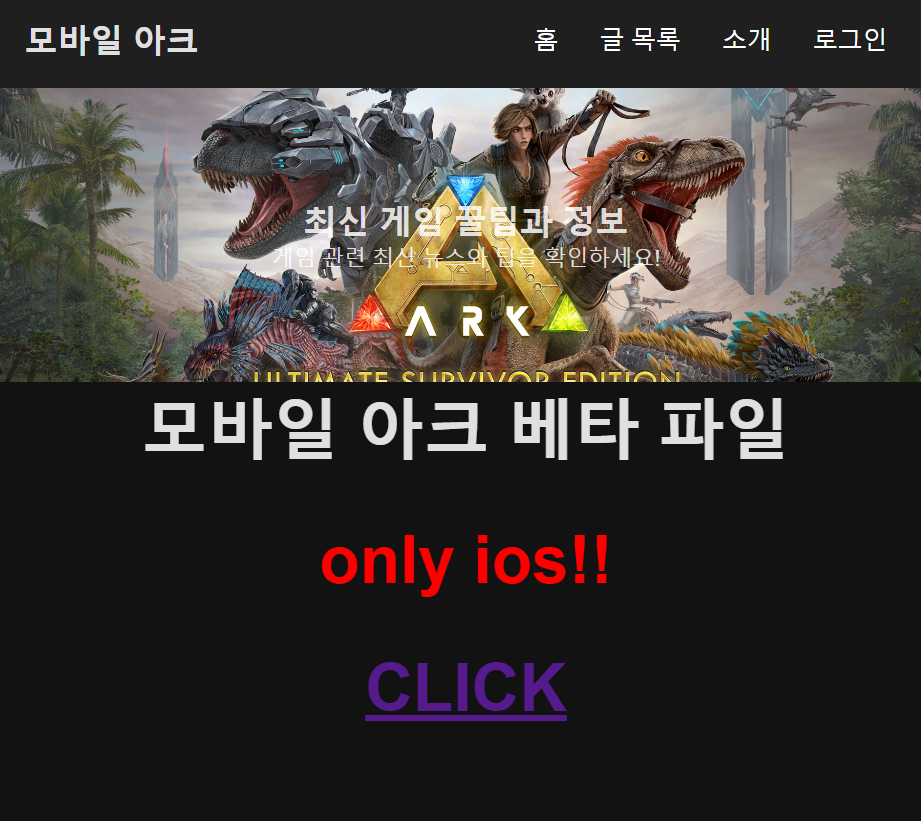 모바일 아크
홈 글 목록 소개 로그인
최신 게임 꿀팁과 정보
게임 관련 최신 뉴스와 팁을 확인하세요!
ARK
ULTIMATE SURVIVOR EDITION
모바일 아크 베타 파일
only ios!!
CLICK